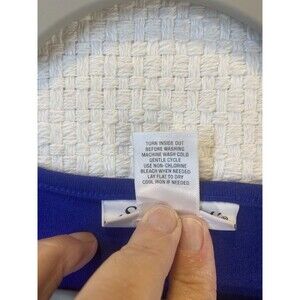 TURN INSIDE OUT
BEFORE WASHING
MACHINE WASH COLD
GENTLE CYCLE
USE NON-CHLORINE
BLEACH WHEN NEEDED
LAY FLAT TO DRY
COOL IRON IF NEEDED